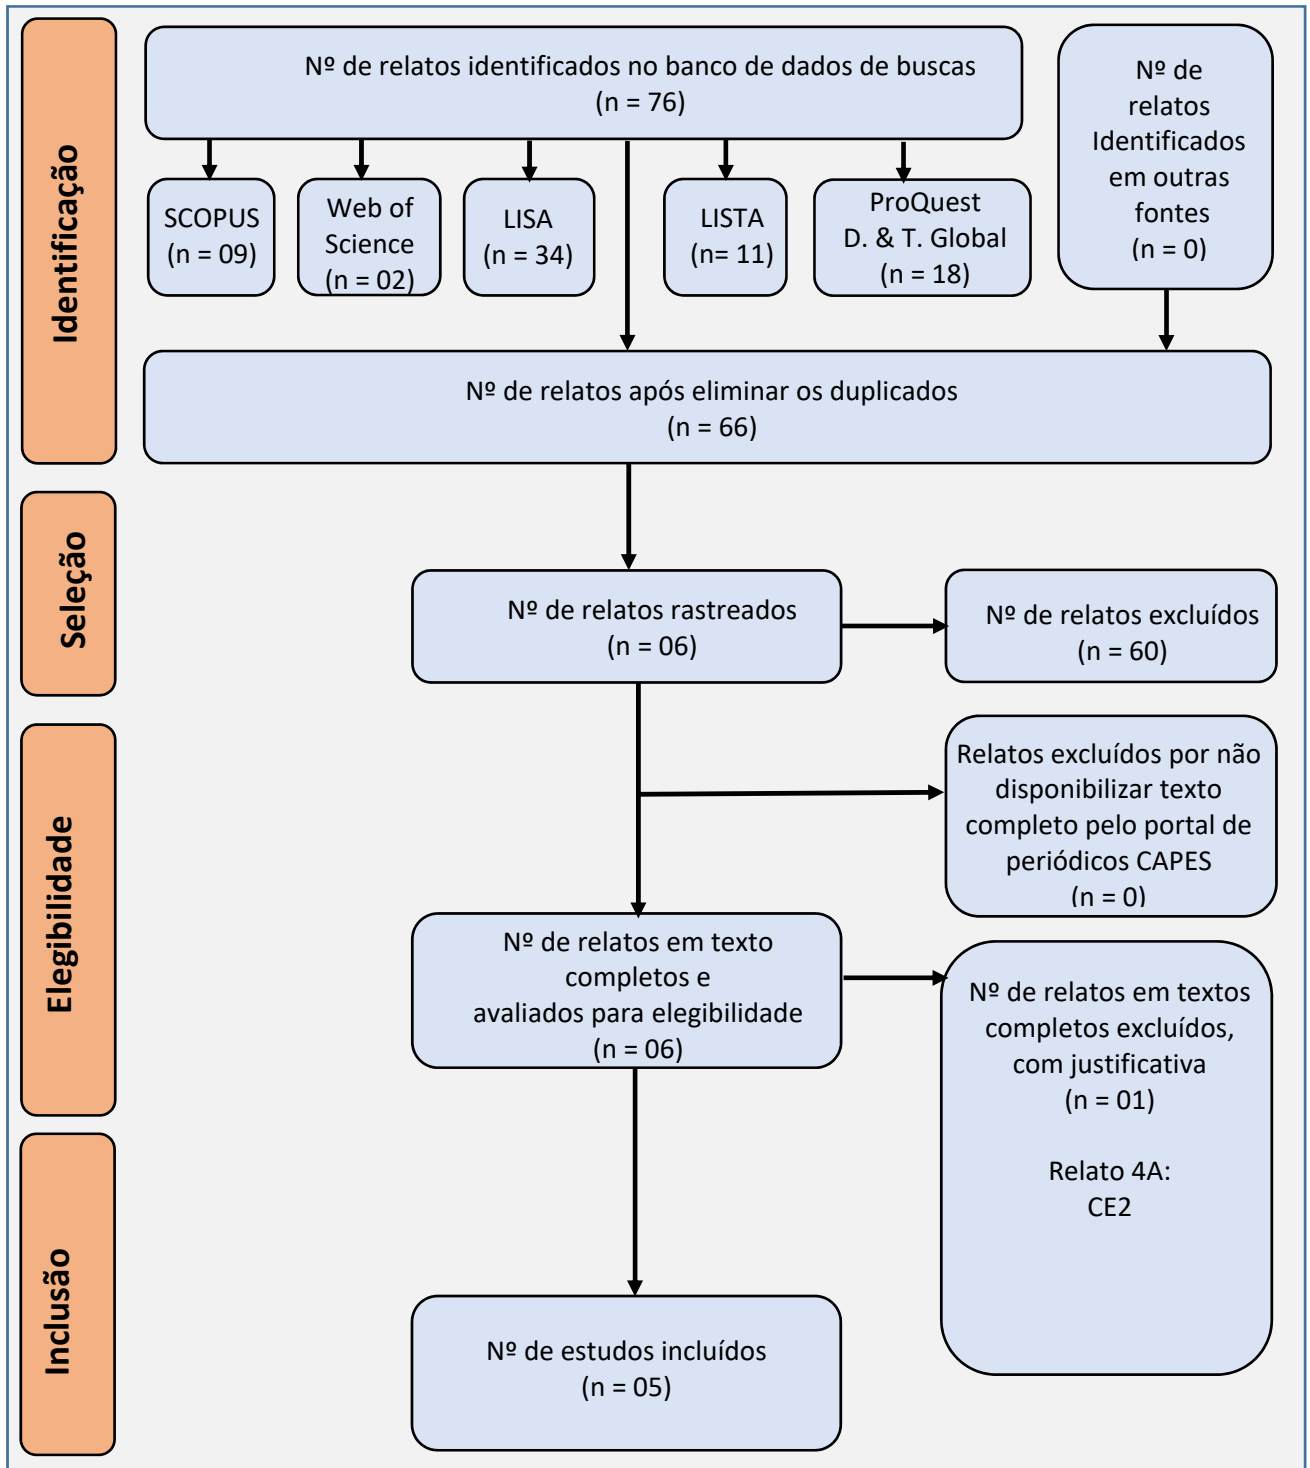 Identificação
Nº de relatos identificados no banco de dados de buscas
(n = 76)
Nº de
relatos
Identificados
em outras
fontes
(n = 0)
SCOPUS
(n = 09)
Web of
Science
(n = 02)
LISA
(n = 34)
LISTA
(n= 11)
ProQuest
D. & T. Global
(n = 18)
Nº de relatos após eliminar os duplicados
(n = 66)
Seleção
Nº de relatos rastreados
(n = 06)
Nº de relatos excluídos
(n = 60)
Elegibilidade
Relatos excluídos por não
disponibilizar texto
completo pelo portal de
periódicos CAPES
(n = 0)
Nº de relatos em texto
completos e
avaliados para elegibilidade
(n = 06)
Nº de relatos em textos
completos excluídos,
com justificativa
(n = 01)
Relato 4A:
CE2
Inclusão
Nº de estudos incluídos
(n = 05)